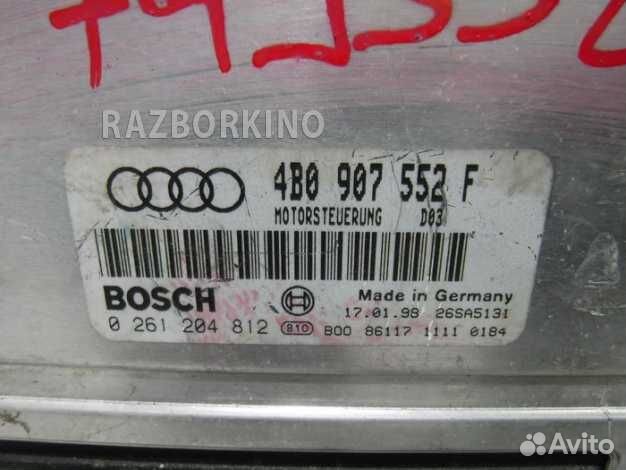 RAZBORKINO
4B0 907 552 F
MOTORSTEUERUNG D03
BOSCH
Made in Germany
17.01.98 26SA5131
0 261 204 812 810 800 86117 1111 0184
Avito